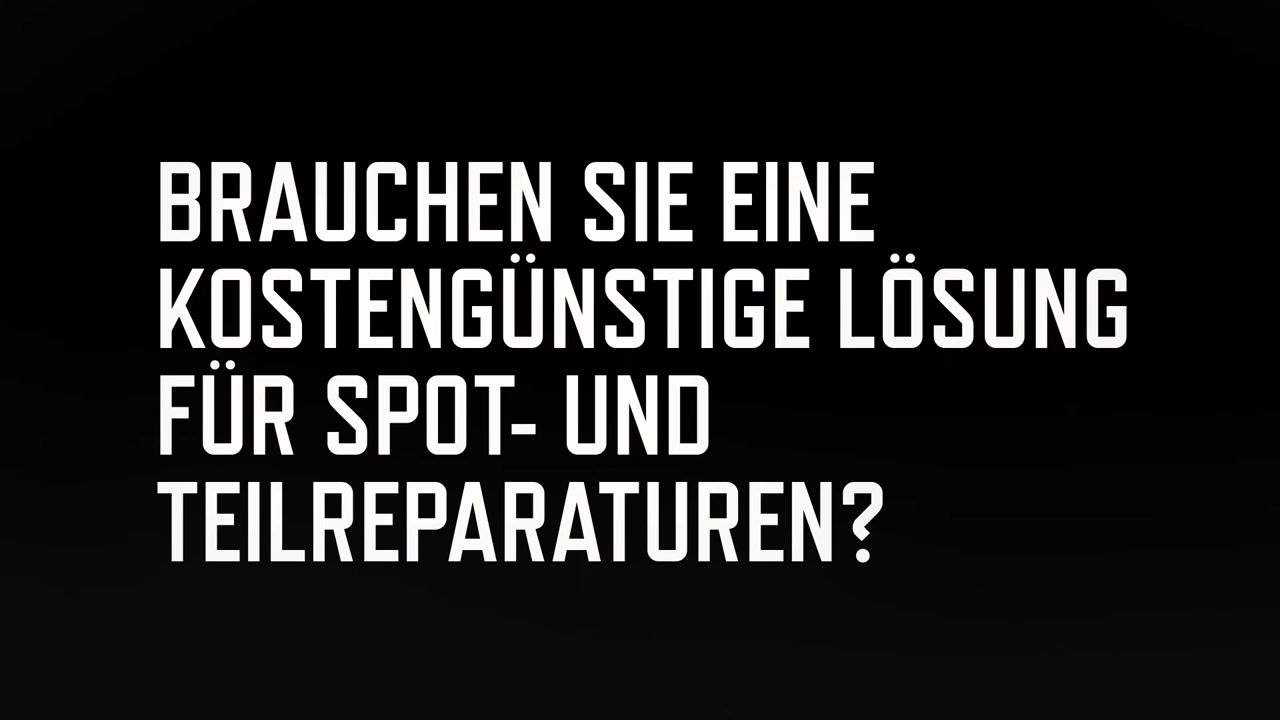 BRAUCHEN SIE EINE
KOSTENGÜNSTIGE LÖSUNG
FÜR SPOT- UND
TEILREPARATUREN?